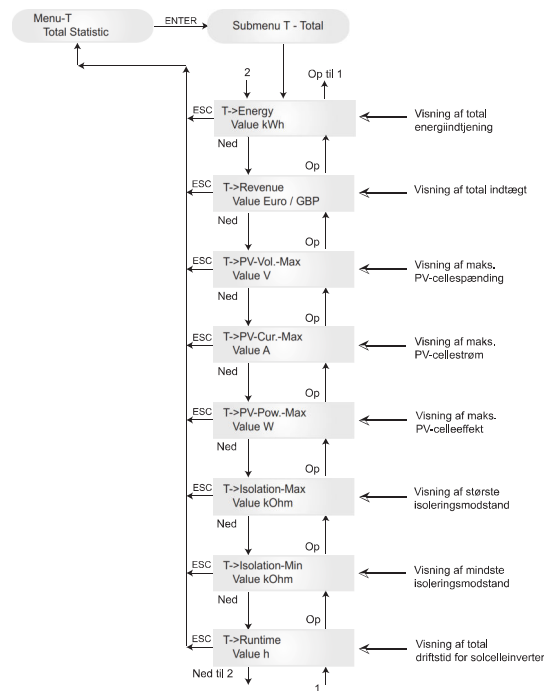 Menu-T
Total Statistic
ENTER
Submenu T - Total
2
Op til 1
ESC
T->Energy
Value kWh
Visning af total
energiindtjening
Ned
Op
ESC
T->Revenue
Value Euro / GBP
Visning af total indtægt
Ned
Op
ESC
T->PV-Vol.-Max
Value V
Visning af maks.
PV-cellespænding
Ned
Op
ESC
T->PV-Cur.-Max
Value A
Visning af maks.
PV-cellestrøm
Ned
Op
ESC
T->PV-Pow.-Max
Value W
Visning af maks.
PV-celleeffekt
Ned
Op
ESC
T->Isolation-Max
Value kOhm
Visning af største
isoleringsmodstand
Ned
Op
ESC
T->Isolation-Min
Value kOhm
Visning af mindste
isoleringsmodstand
Ned
Op
ESC
T->Runtime
Value h
Visning af total
driftstid for solcelleinverter
Ned til 2
1